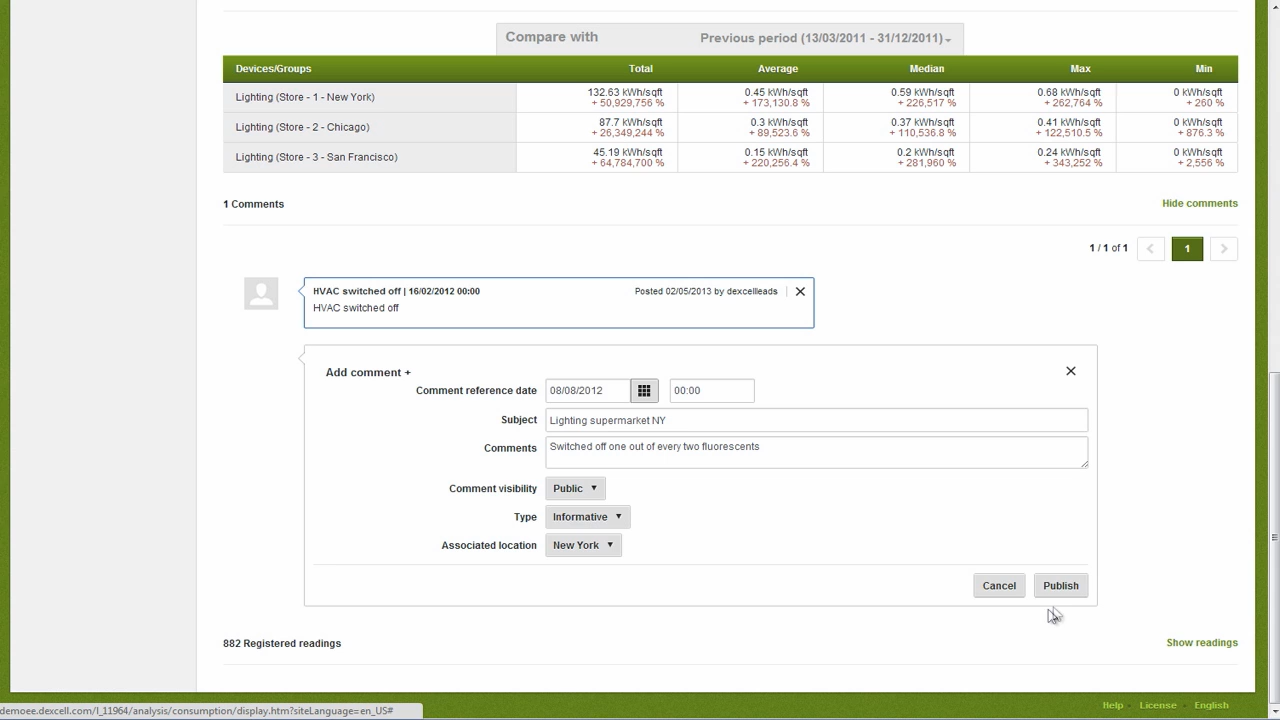 Compare with Previous period (13/03/2011 - 31/12/2011)
Devices/Groups Total Average Median Max Min
Lighting (Store - 1 - New York) 132.63 kWh/sqft 0.45 kWh/sqft 0.59 kWh/sqft 0.68 kWh/sqft 0 kWh/sqft
+ 50,929,756 % + 173,130.8 % + 226,517 % + 262,764 % + 260 %
Lighting (Store - 2 - Chicago) 87.7 kWh/sqft 0.3 kWh/sqft 0.37 kWh/sqft 0.41 kWh/sqft 0 kWh/sqft
+ 26,349,244 % + 89,523.6 % + 110,536.8 % + 122,510.5 % + 876.3 %
Lighting (Store - 3 - San Francisco) 45.19 kWh/sqft 0.15 kWh/sqft 0.2 kWh/sqft 0.24 kWh/sqft 0 kWh/sqft
+ 64,784,700 % + 220,256.4 % + 281,960 % + 343,252 % + 2,556 %
1 Comments Hide comments
1 / 1 of 1 1
HVAC switched off | 16/02/2012 00:00 Posted 02/05/2013 by dexcelleads
HVAC switched off
Add comment +
Comment reference date 08/08/2012 00:00
Subject Lighting supermarket NY
Comments Switched off one out of every two fluorescents
Comment visibility Public
Type Informative
Associated location New York
Cancel Publish
882 Registered readings Show readings
Help License English
demoee.dexcell.com/l_11964/analysis/consumption/display.htm?siteLanguage=en_US#